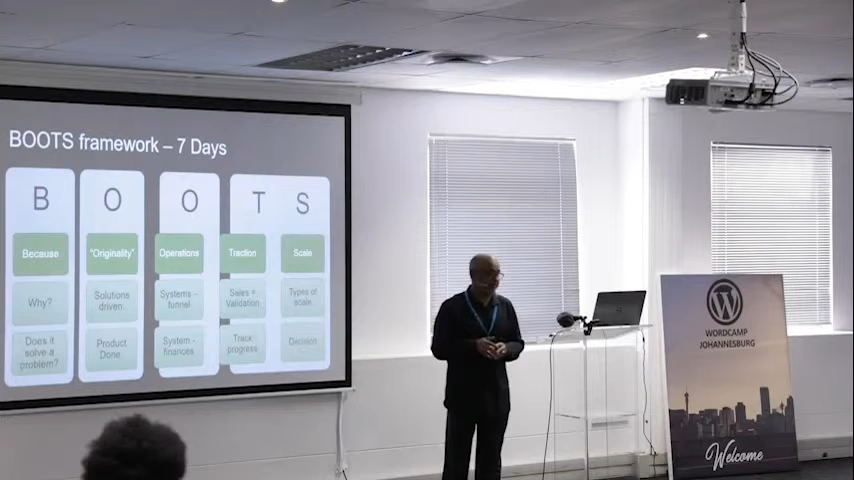 BOOTS framework – 7 Days
B O O T S
Because "Originality" Operations Traction Scale
Why? Solutions driven.. Systems - funnel Sales = Validation Types of scale
Does it solve a problem? Product Done System - finances Track progress Decision
WORDCAMP
JOHANNESBURG
Welcome